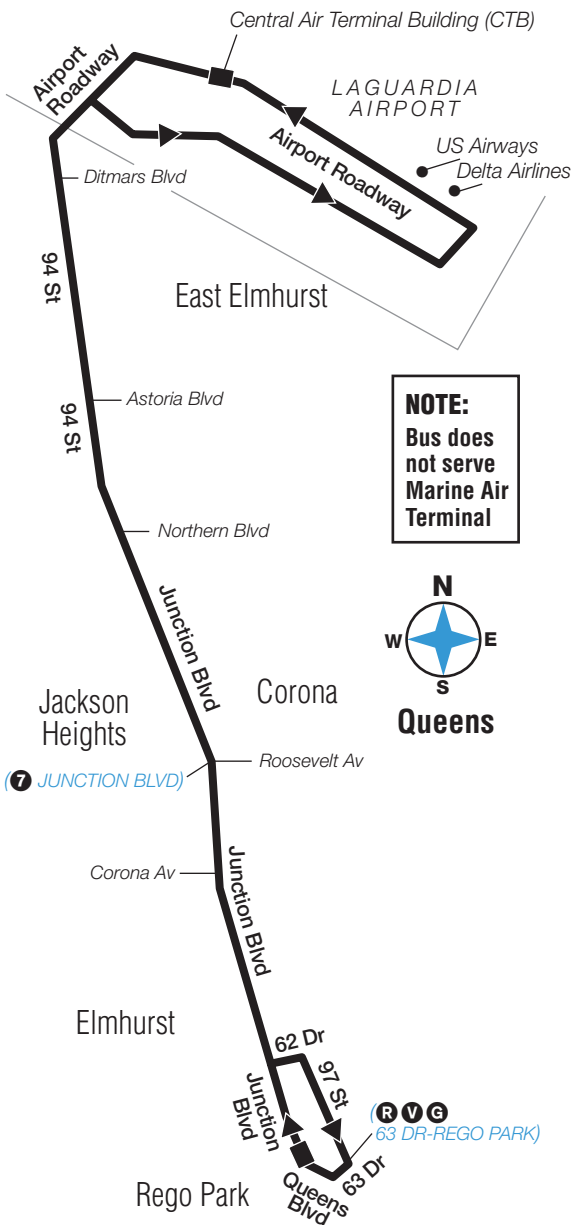 Central Air Terminal Building (CTB)
Airport
Roadway
LAGUARDIA
AIRPORT
US Airways
Delta Airlines
Airport Roadway
Ditmars Blvd
94 St
East Elmhurst
Astoria Blvd
94 St
NOTE:
Bus does
not serve
Marine Air
Terminal
Northern Blvd
N
W
E
S
Queens
Junction Blvd
Corona
Jackson
Heights
Roosevelt Av
(7 JUNCTION BLVD)
Corona Av
Junction Blvd
Elmhurst
62 Dr
97 St
Junction
Blvd
(R V G
63 DR-REGO PARK)
63 Dr
Queens
Blvd
Rego Park